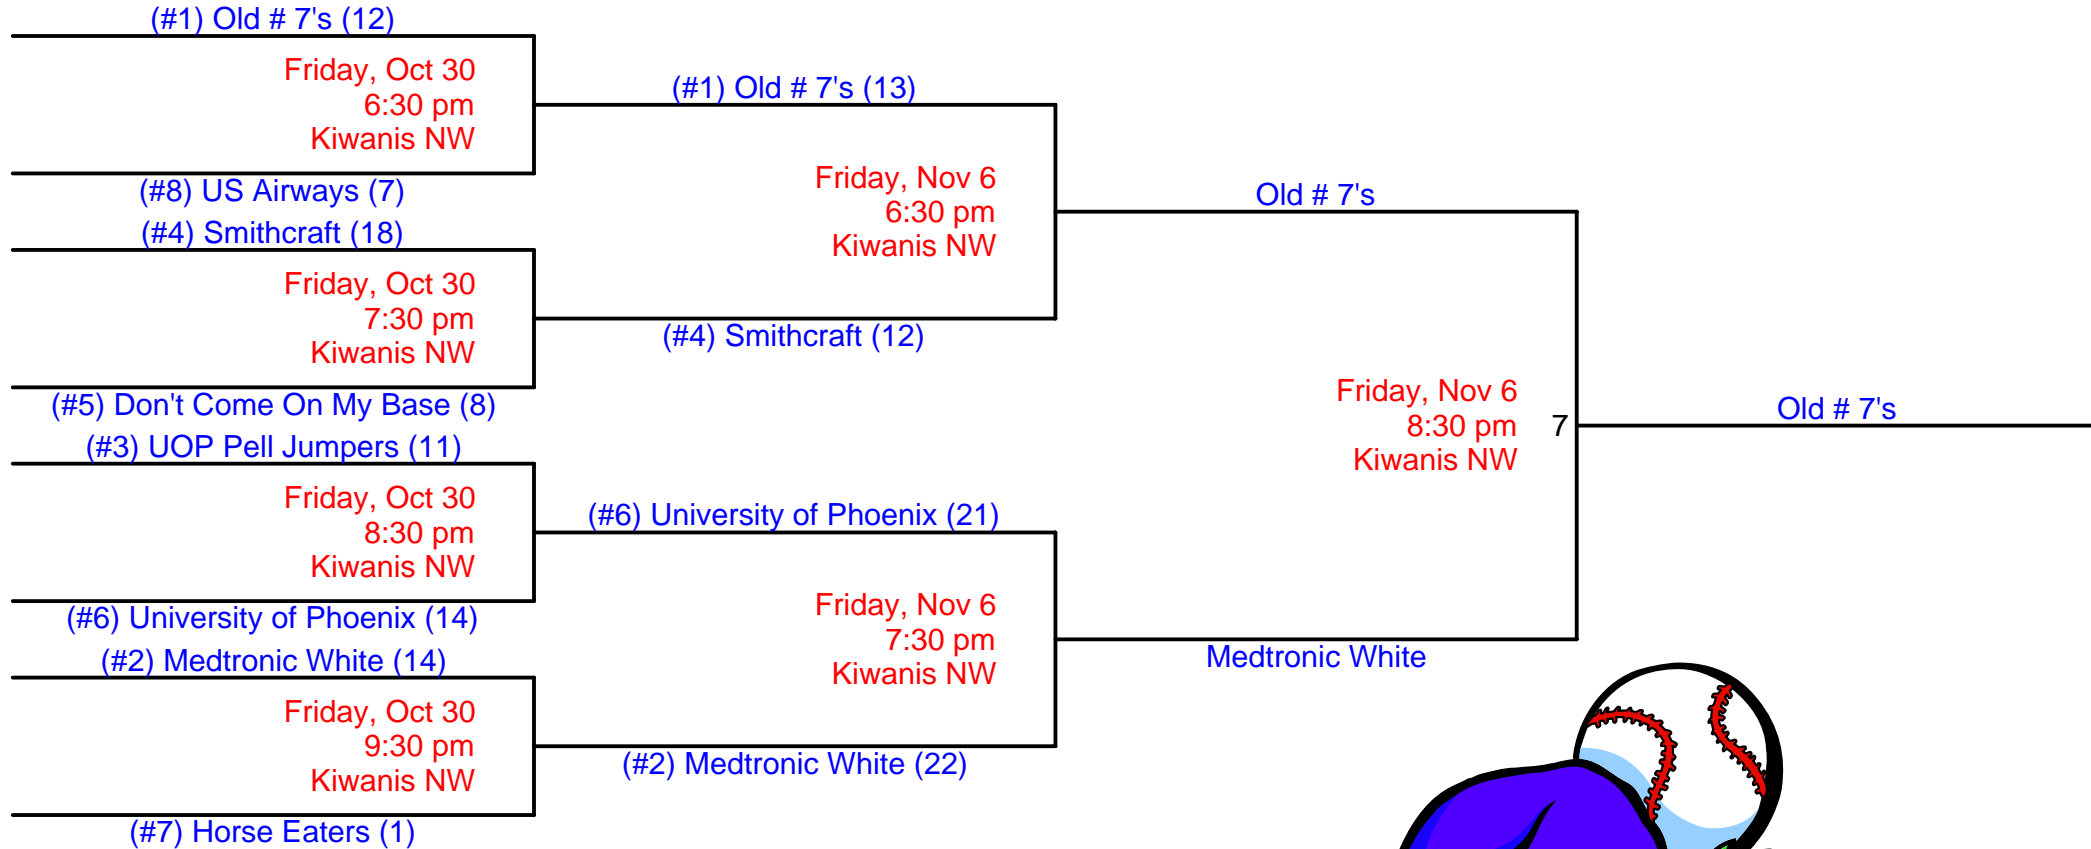 (#1) Old # 7's (12)
Friday, Oct 30
6:30 pm
Kiwanis NW
(#8) US Airways (7)
(#4) Smithcraft (18)
Friday, Oct 30
7:30 pm
Kiwanis NW
(#5) Don't Come On My Base (8)
(#3) UOP Pell Jumpers (11)
Friday, Oct 30
8:30 pm
Kiwanis NW
(#6) University of Phoenix (14)
(#2) Medtronic White (14)
Friday, Oct 30
9:30 pm
Kiwanis NW
(#7) Horse Eaters (1)
(#1) Old # 7's (13)
Friday, Nov 6
6:30 pm
Kiwanis NW
(#4) Smithcraft (12)
(#6) University of Phoenix (21)
Friday, Nov 6
7:30 pm
Kiwanis NW
(#2) Medtronic White (22)
Old # 7's
Friday, Nov 6
8:30 pm 7
Kiwanis NW
Medtronic White
Old # 7's